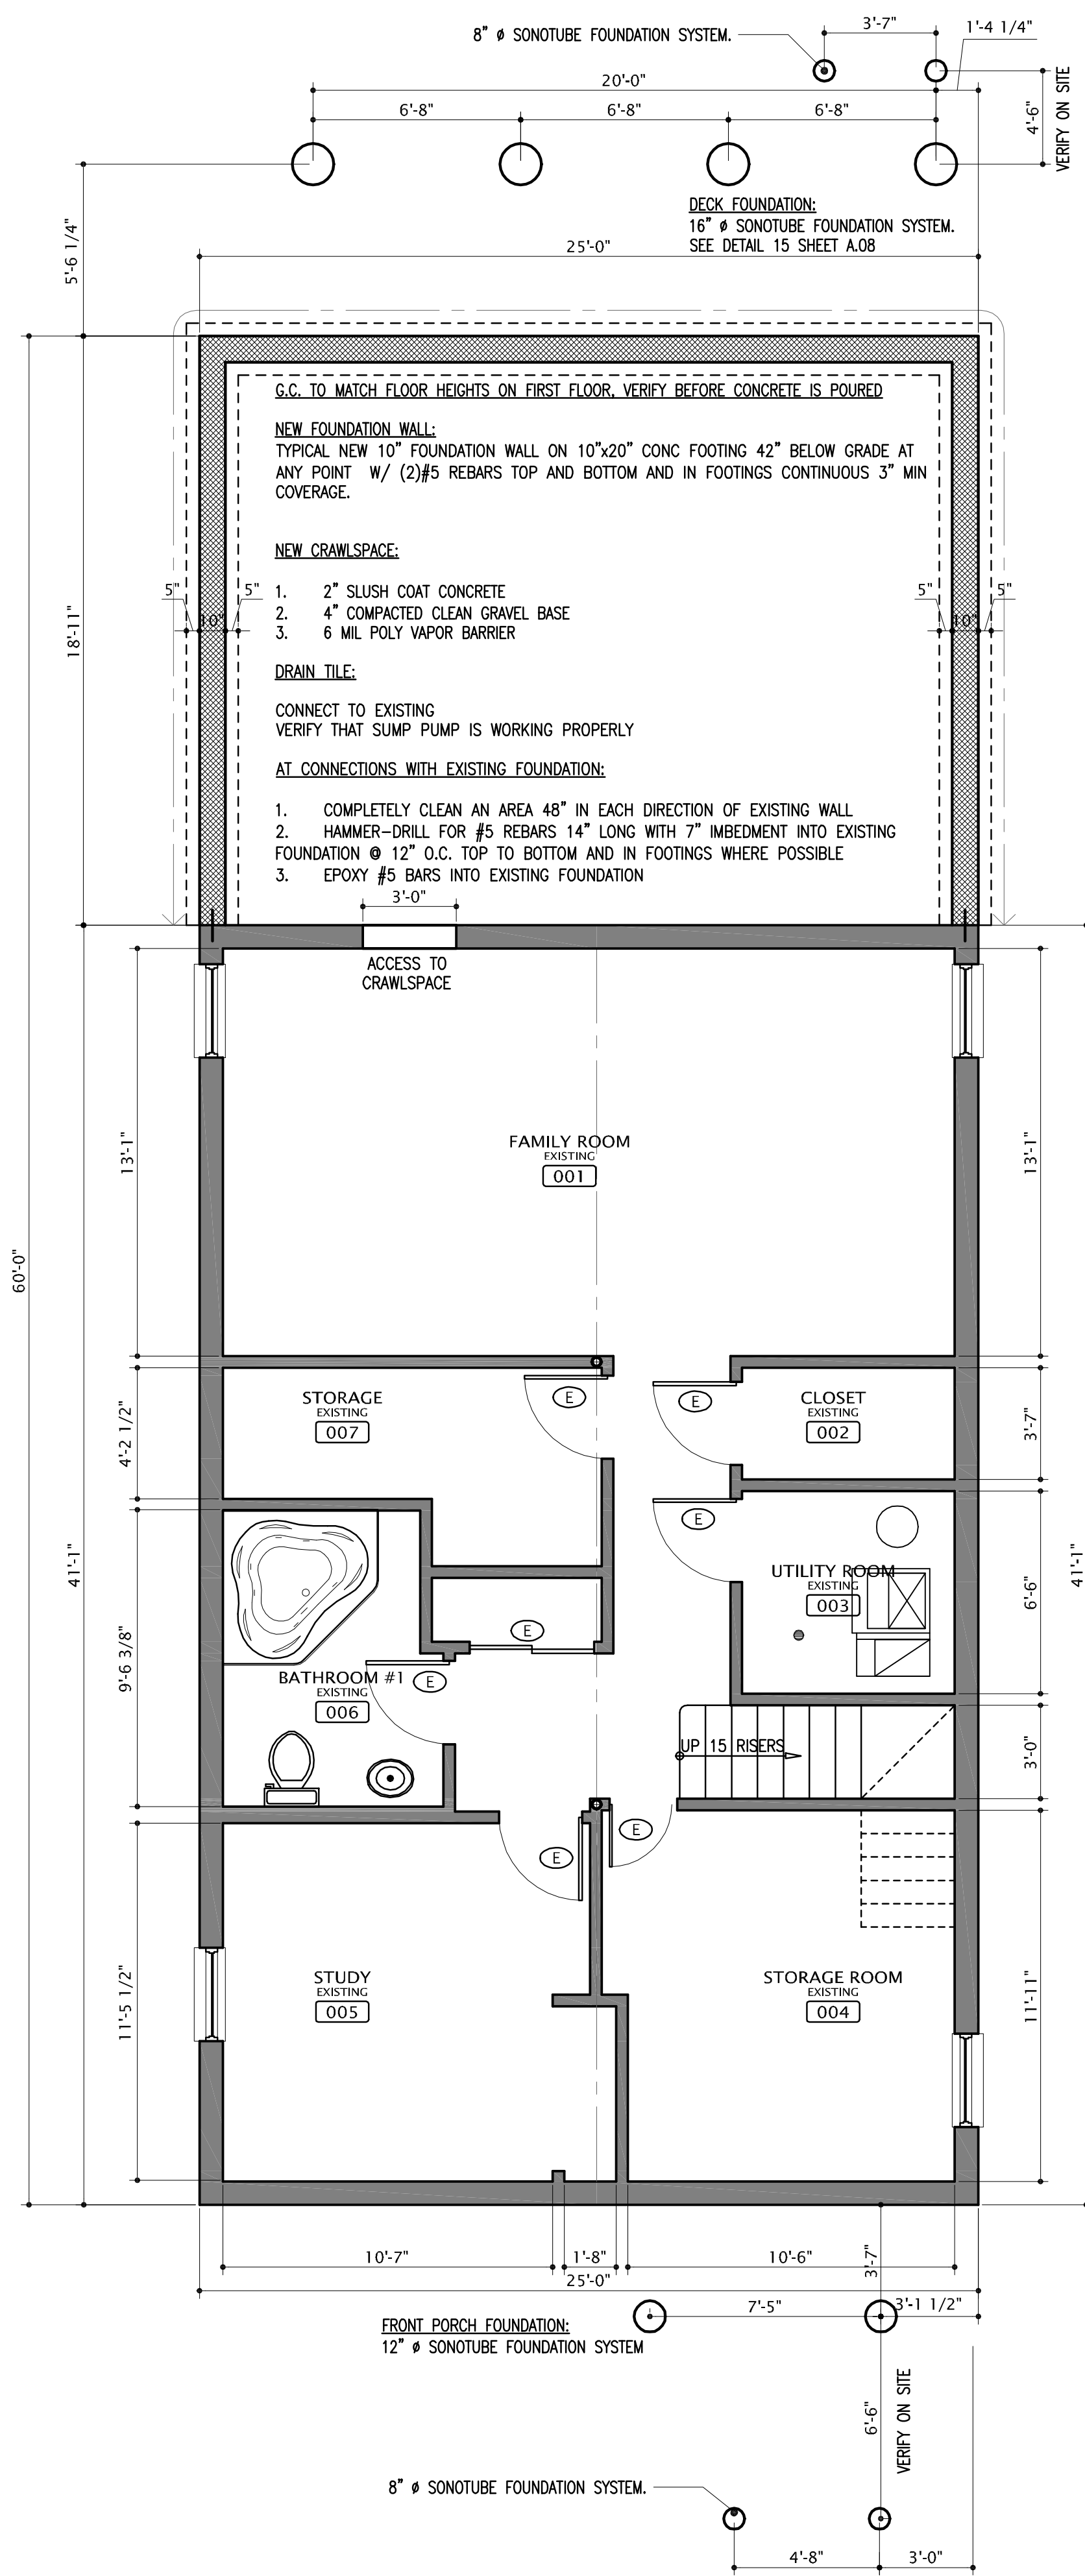 3'-7"
1'-4 1/4"
8" ø SONOTUBE FOUNDATION SYSTEM.
20'-0"
6'-8"
6'-8"
6'-8"
4'-6"
VERIFY ON SITE
DECK FOUNDATION:
16" ø SONOTUBE FOUNDATION SYSTEM.
SEE DETAIL 15 SHEET A.08
5'-6 1/4"
25'-0"
G.C. TO MATCH FLOOR HEIGHTS ON FIRST FLOOR, VERIFY BEFORE CONCRETE IS POURED
NEW FOUNDATION WALL:
TYPICAL NEW 10" FOUNDATION WALL ON 10"x20" CONC FOOTING 42" BELOW GRADE AT
ANY POINT W/ (2)#5 REBARS TOP AND BOTTOM AND IN FOOTINGS CONTINUOUS 3" MIN
COVERAGE.
NEW CRAWLSPACE:
1. 2" SLUSH COAT CONCRETE
2. 4" COMPACTED CLEAN GRAVEL BASE
3. 6 MIL POLY VAPOR BARRIER
5"
5"
10"
5"
5"
10"
18'-11"
DRAIN TILE:
CONNECT TO EXISTING
VERIFY THAT SUMP PUMP IS WORKING PROPERLY
AT CONNECTIONS WITH EXISTING FOUNDATION:
1. COMPLETELY CLEAN AN AREA 48" IN EACH DIRECTION OF EXISTING WALL
2. HAMMER-DRILL FOR #5 REBARS 14" LONG WITH 7" IMBEDMENT INTO EXISTING
FOUNDATION @ 12" O.C. TOP TO BOTTOM AND IN FOOTINGS WHERE POSSIBLE
3. EPOXY #5 BARS INTO EXISTING FOUNDATION
3'-0"
ACCESS TO
CRAWLSPACE
13'-1"
FAMILY ROOM
EXISTING
001
13'-1"
60'-0"
STORAGE
EXISTING
007
E
E
CLOSET
EXISTING
002
4'-2 1/2"
3'-7"
E
41'-1"
41'-1"
UTILITY ROOM
EXISTING
003
6'-6"
9'-6 3/8"
E
BATHROOM #1
EXISTING
006
E
UP 15 RISERS
3'-0"
E
E
STUDY
EXISTING
005
STORAGE ROOM
EXISTING
004
11'-5 1/2"
11'-11"
10'-7"
1'-8"
10'-6"
3'-7"
25'-0"
7'-5"
3'-1 1/2"
FRONT PORCH FOUNDATION:
12" ø SONOTUBE FOUNDATION SYSTEM
6'-6"
VERIFY ON SITE
8" ø SONOTUBE FOUNDATION SYSTEM.
4'-8"
3'-0"